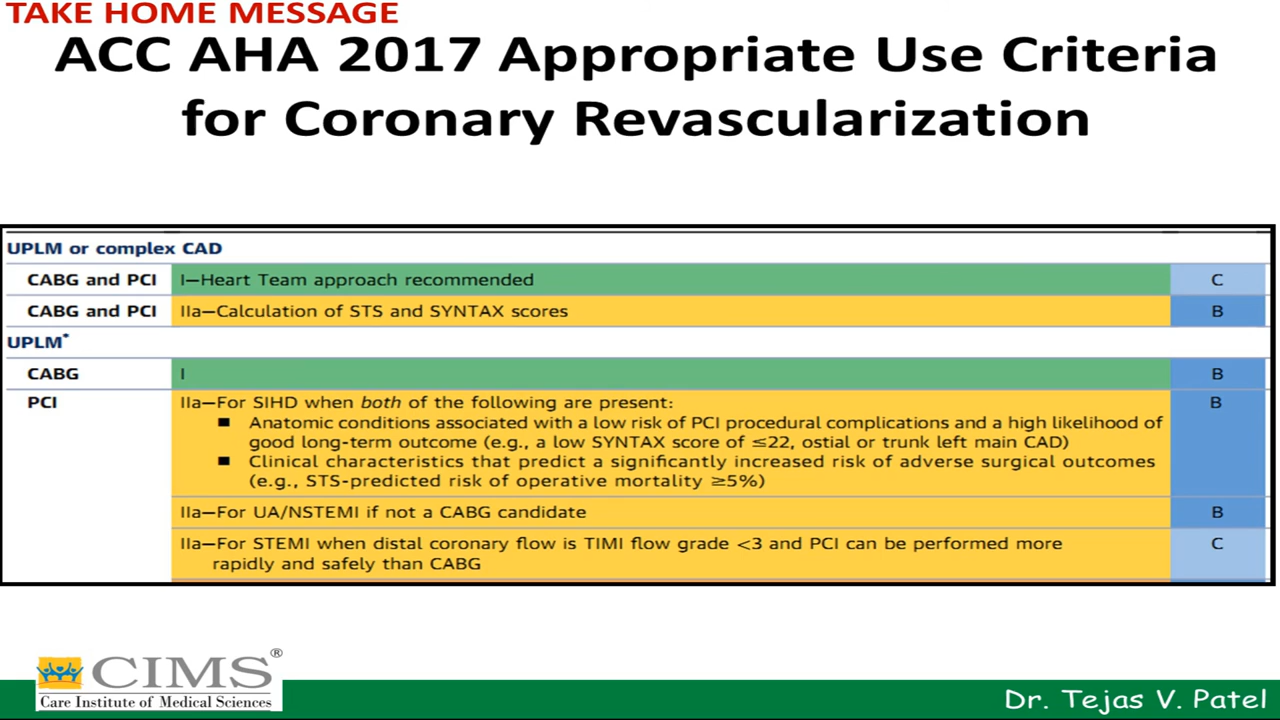 TAKE HOME MESSAGE
ACC AHA 2017 Appropriate Use Criteria
for Coronary Revascularization
UPLM or complex CAD
CABG and PCI I—Heart Team approach recommended C
CABG and PCI IIa—Calculation of STS and SYNTAX scores B
UPLM*
CABG I B
PCI IIa—For SIHD when both of the following are present: B
■ Anatomic conditions associated with a low risk of PCI procedural complications and a high likelihood of
good long-term outcome (e.g., a low SYNTAX score of ≤22, ostial or trunk left main CAD)
■ Clinical characteristics that predict a significantly increased risk of adverse surgical outcomes
(e.g., STS-predicted risk of operative mortality ≥5%)
IIa—For UA/NSTEMI if not a CABG candidate B
IIa—For STEMI when distal coronary flow is TIMI flow grade <3 and PCI can be performed more C
rapidly and safely than CABG
CIMS®
Care Institute of Medical Sciences
Dr. Tejas V. Patel